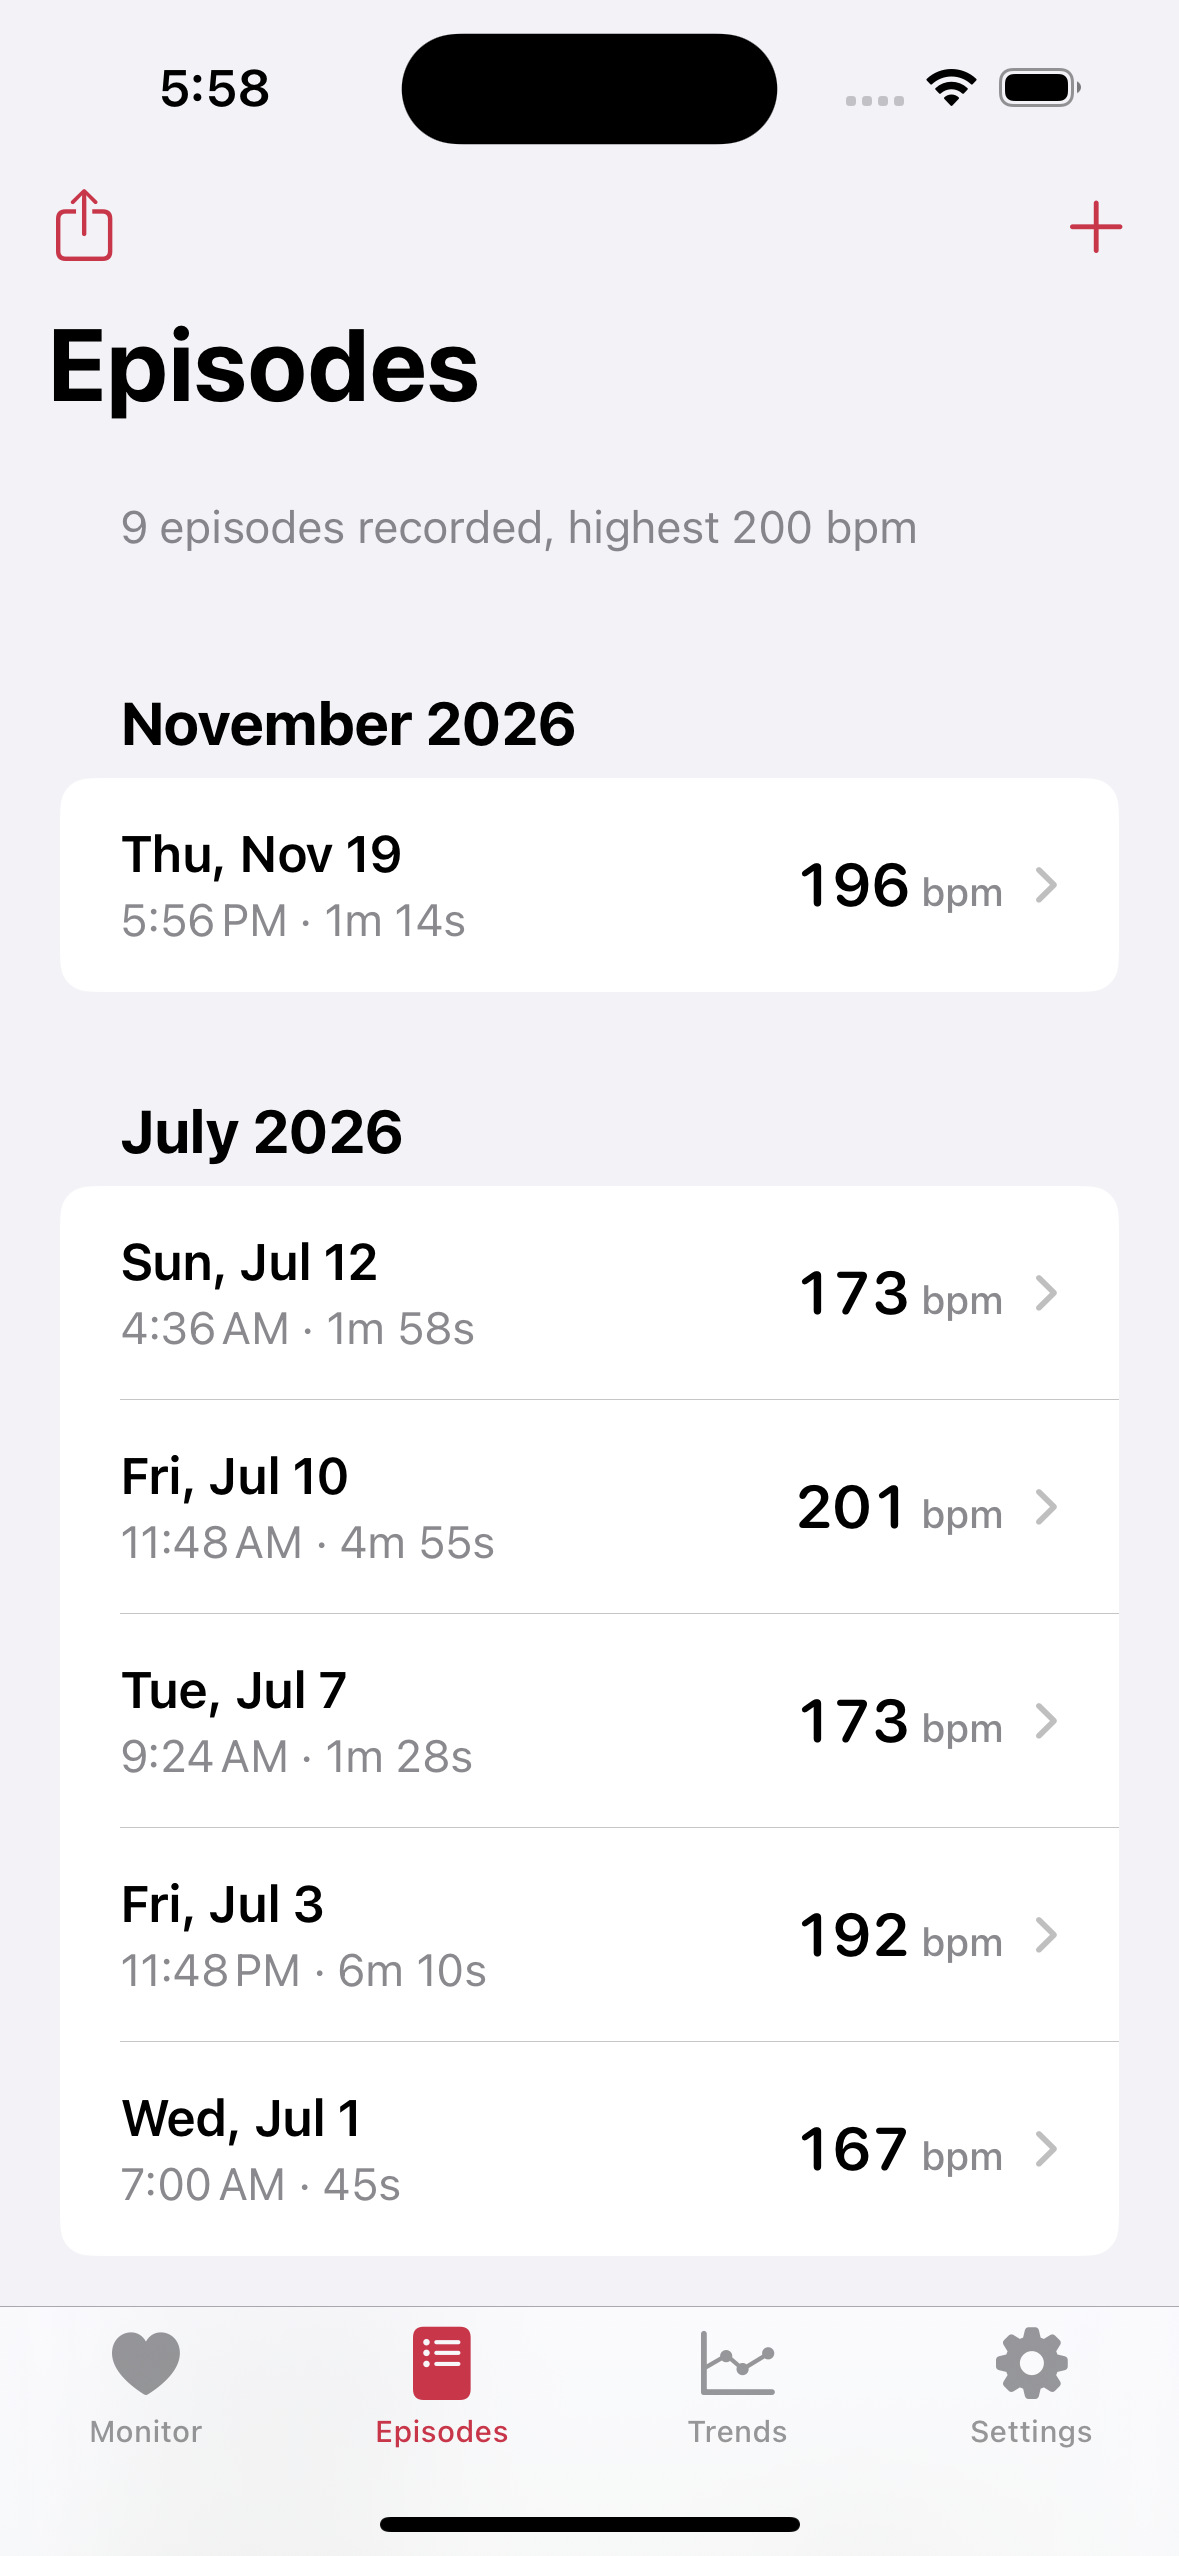 5:58
Episodes
9 episodes recorded, highest 200 bpm
November 2026
Thu, Nov 19
5:56 PM · 1m 14s
196 bpm
July 2026
Sun, Jul 12
4:36 AM · 1m 58s
173 bpm
Fri, Jul 10
11:48 AM · 4m 55s
201 bpm
Tue, Jul 7
9:24 AM · 1m 28s
173 bpm
Fri, Jul 3
11:48 PM · 6m 10s
192 bpm
Wed, Jul 1
7:00 AM · 45s
167 bpm
Monitor
Episodes
Trends
Settings